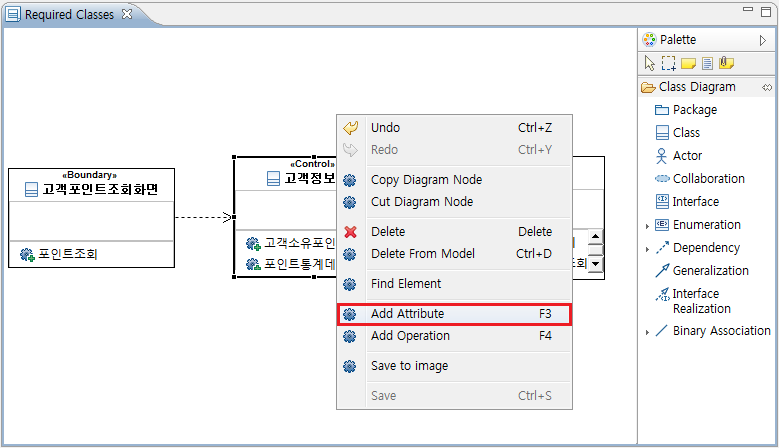 Required Classes
«Boundary»
고객포인트조회화면
포인트조회
«Control»
고객정보
고객소유포인
포인트통계데
조회
Undo Ctrl+Z
Redo Ctrl+Y
Copy Diagram Node
Cut Diagram Node
Delete Delete
Delete From Model Ctrl+D
Find Element
Add Attribute F3
Add Operation F4
Save to image
Save Ctrl+S
Palette
Class Diagram
Package
Class
Actor
Collaboration
Interface
Enumeration
Dependency
Generalization
Interface
Realization
Binary Association